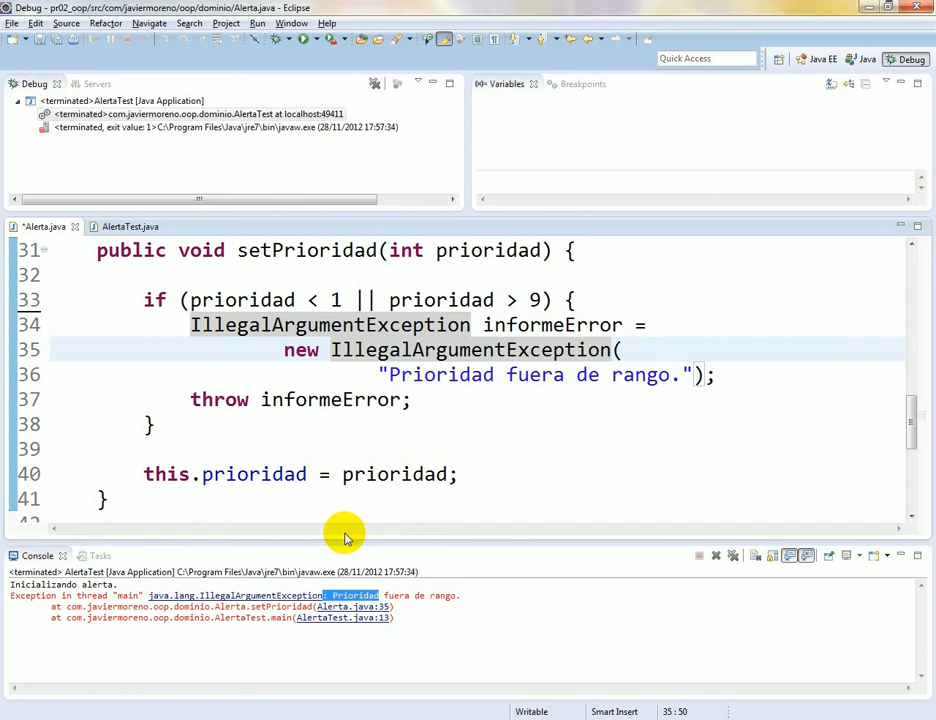 Debug - pr02_oop/src/com/javiermoreno/oop/dominio/Alerta.java - Eclipse
File Edit Source Refactor Navigate Search Project Run Window Help
Quick Access Java EE Java Debug
Debug Servers
(x)= Variables Breakpoints
<terminated>AlertaTest [Java Application]
<terminated>com.javiermoreno.oop.dominio.AlertaTest at localhost:49411
<terminated, exit value: 1>C:\Program Files\Java\jre7\bin\javaw.exe (28/11/2012 17:57:34)
*Alerta.java AlertaTest.java
31 public void setPrioridad(int prioridad) {
32
33 if (prioridad < 1 || prioridad > 9) {
34 IllegalArgumentException informeError =
35 new IllegalArgumentException(
36 "Prioridad fuera de rango.");
37 throw informeError;
38 }
39
40 this.prioridad = prioridad;
41 }
42
Console Tasks
<terminated> AlertaTest [Java Application] C:\Program Files\Java\jre7\bin\javaw.exe (28/11/2012 17:57:34)
Inicializando alerta.
Exception in thread "main" java.lang.IllegalArgumentException: Prioridad fuera de rango.
at com.javiermoreno.oop.dominio.Alerta.setPrioridad(Alerta.java:35)
at com.javiermoreno.oop.dominio.AlertaTest.main(AlertaTest.java:13)
Writable Smart Insert 35 : 50